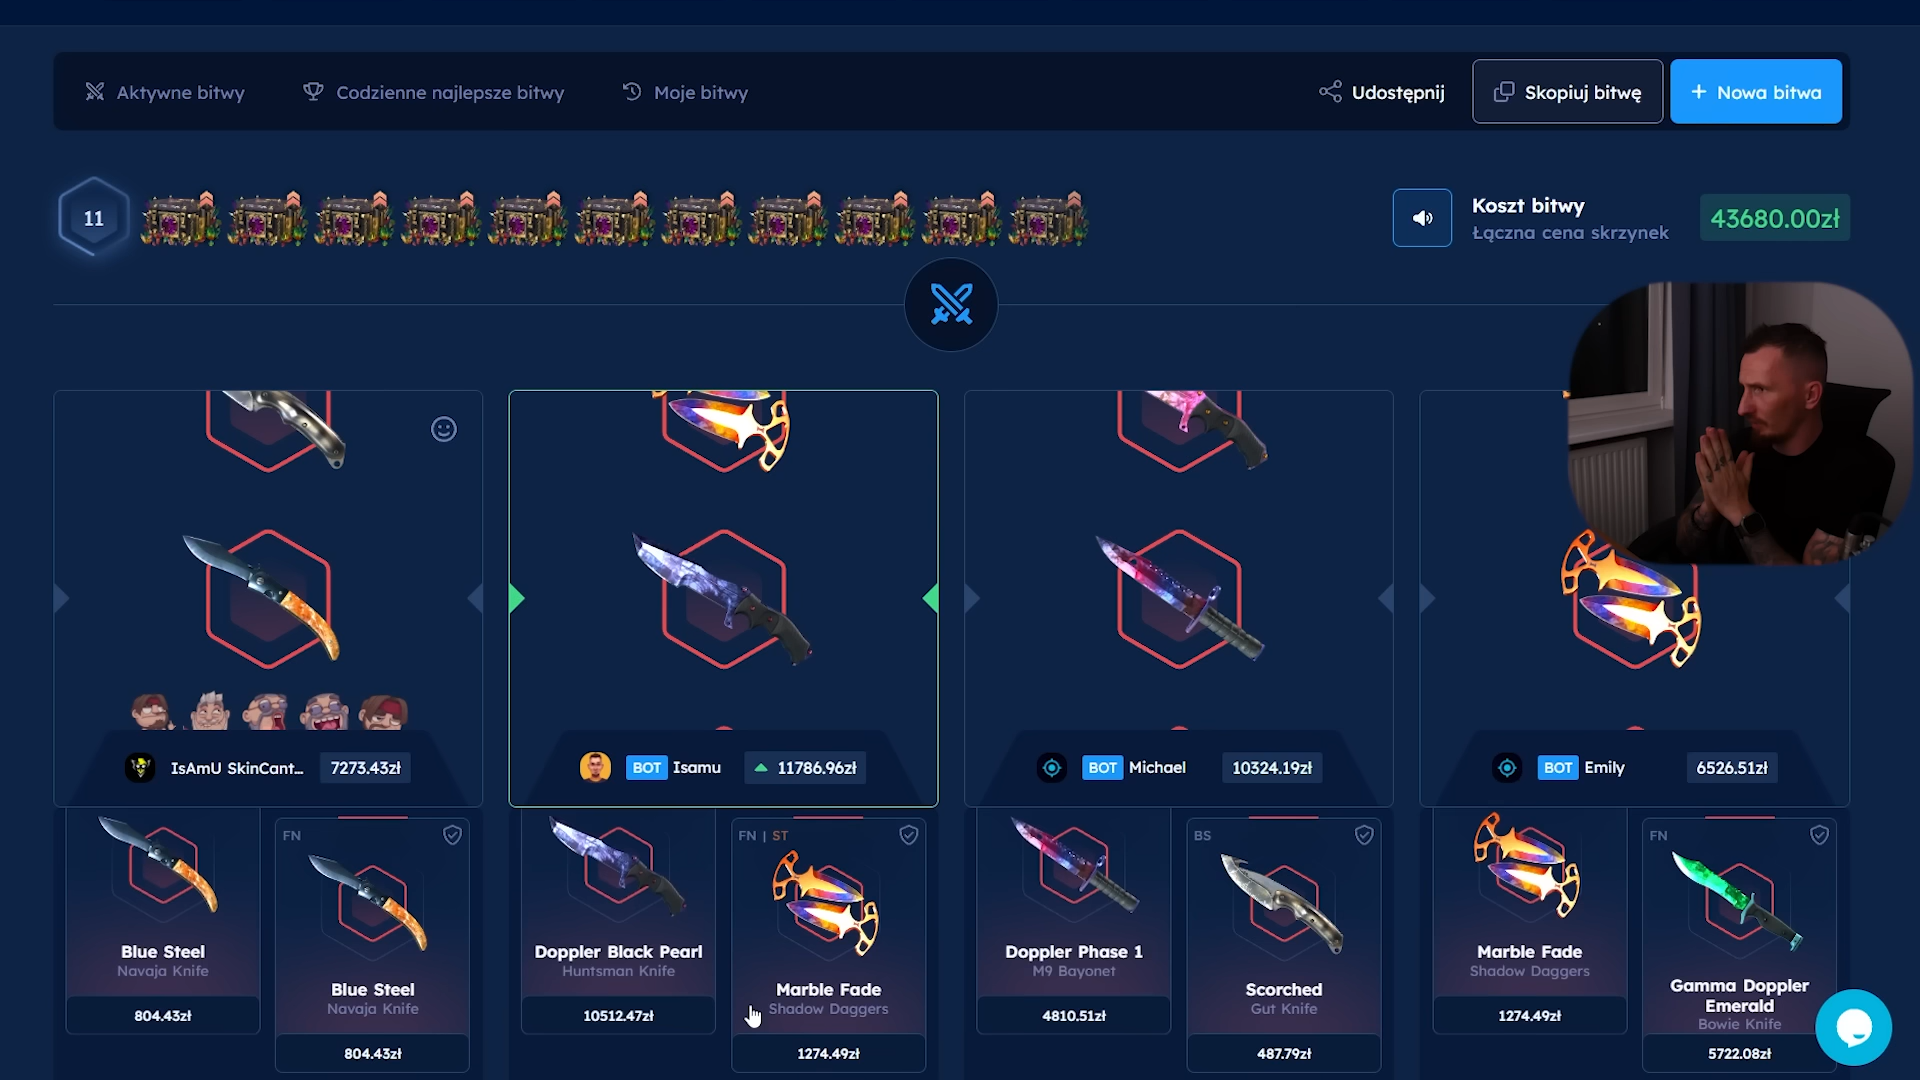 Aktywne bitwy
Codzienne najlepsze bitwy
Moje bitwy
Udostępnij
Skopiuj bitwę
+ Nowa bitwa
11
Koszt bitwy
Łączna cena skrzynek
43680.00zł
IsAmU SkinCant...
7273.43zł
BOT Isamu
11786.96zł
BOT Michael
10324.19zł
BOT Emily
6526.51zł
Blue Steel
Navaja Knife
804.43zł
FN
Blue Steel
Navaja Knife
804.43zł
Doppler Black Pearl
Huntsman Knife
10512.47zł
FN | ST
Marble Fade
Shadow Daggers
1274.49zł
Doppler Phase 1
M9 Bayonet
4810.51zł
BS
Scorched
Gut Knife
487.79zł
Marble Fade
Shadow Daggers
1274.49zł
FN
Gamma Doppler
Emerald
Bowie Knife
5722.08zł